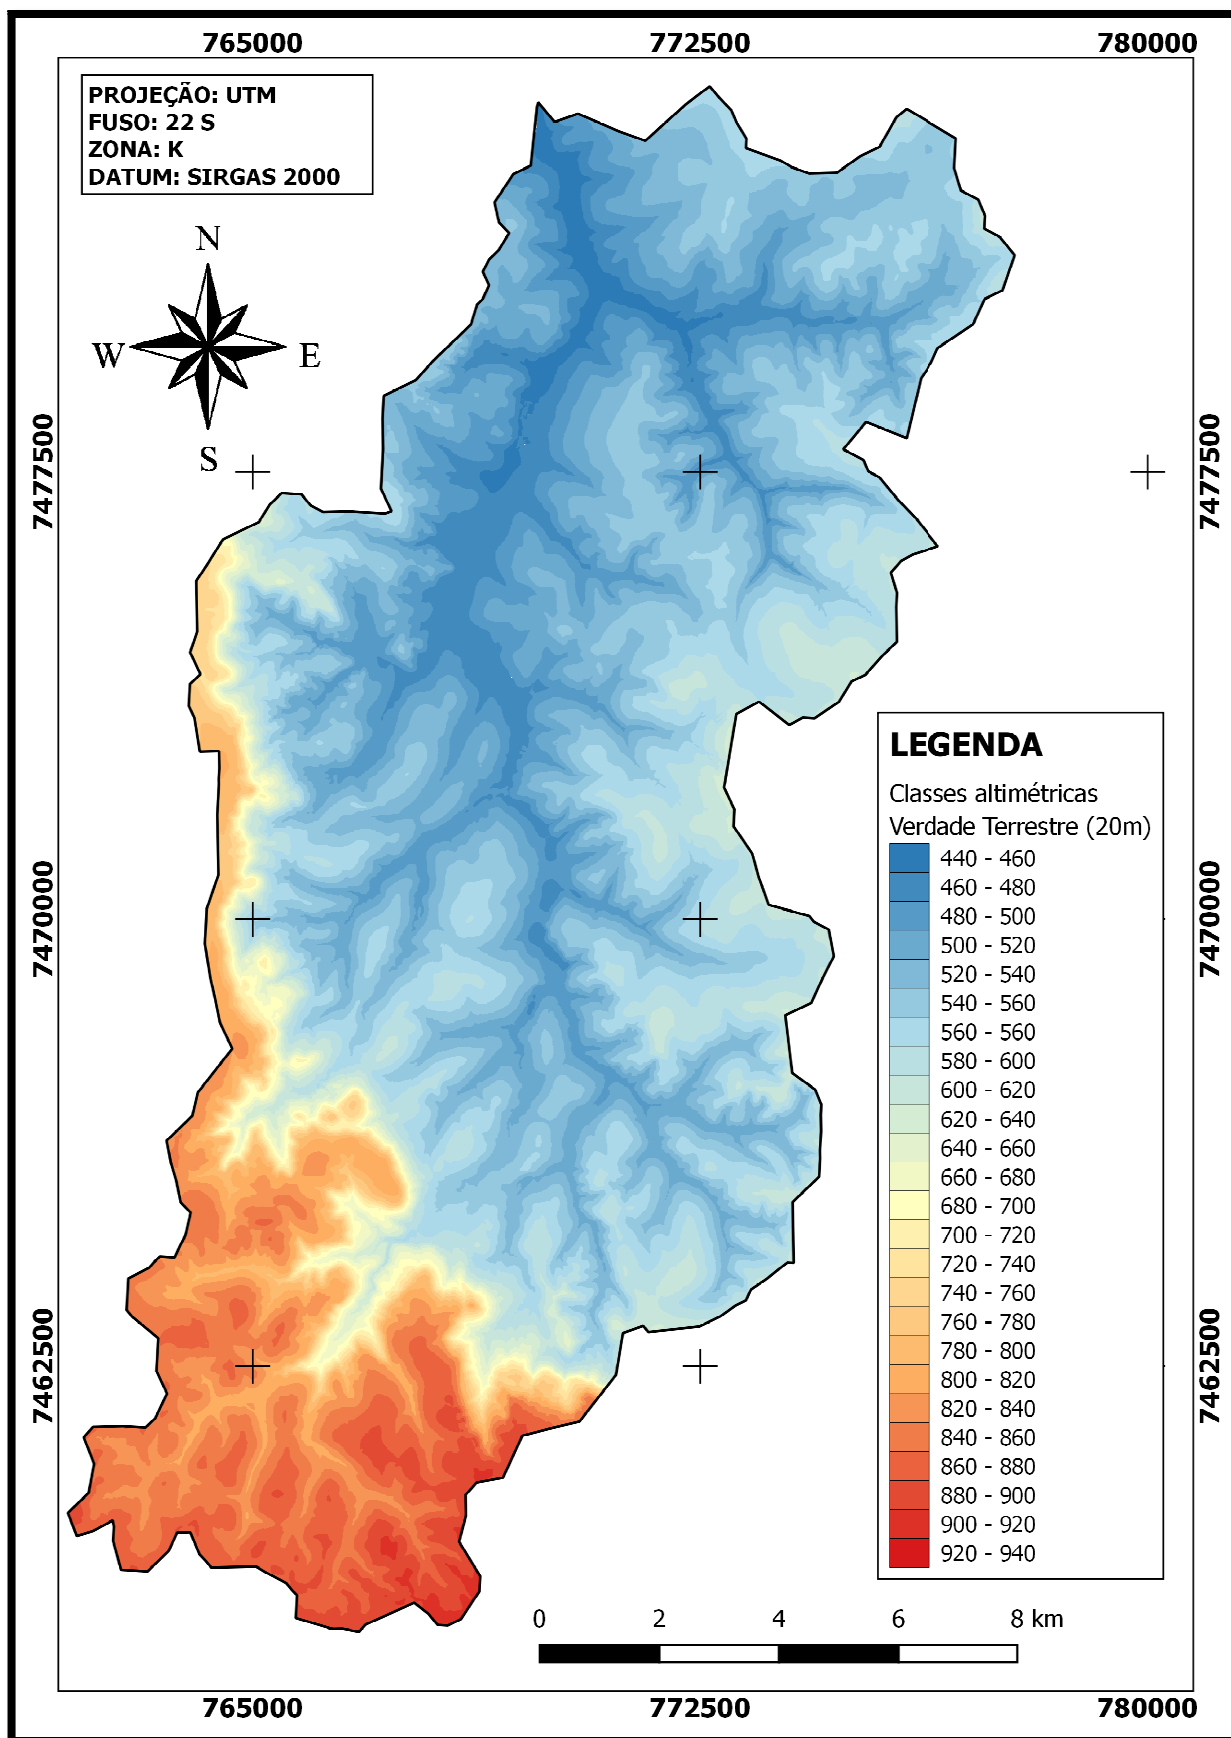 765000 772500 780000
PROJEÇÃO: UTM
FUSO: 22 S
ZONA: K
DATUM: SIRGAS 2000
N
W E
S
7477500 7477500
7470000 7470000
7462500 7462500
LEGENDA
Classes altimétricas
Verdade Terrestre (20m)
440 - 460
460 - 480
480 - 500
500 - 520
520 - 540
540 - 560
560 - 560
580 - 600
600 - 620
620 - 640
640 - 660
660 - 680
680 - 700
700 - 720
720 - 740
740 - 760
760 - 780
780 - 800
800 - 820
820 - 840
840 - 860
860 - 880
880 - 900
900 - 920
920 - 940
0 2 4 6 8 km
765000 772500 780000